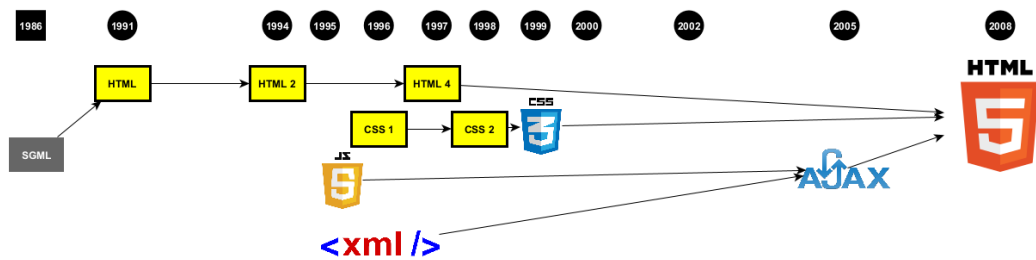 1986 1991 1994 1995 1996 1997 1998 1999 2000 2002 2005 2008
HTML
HTML HTML 2 HTML 4
CSS
CSS 1 CSS 2 3
5
SGML
JS
5
AJAX
<xml />